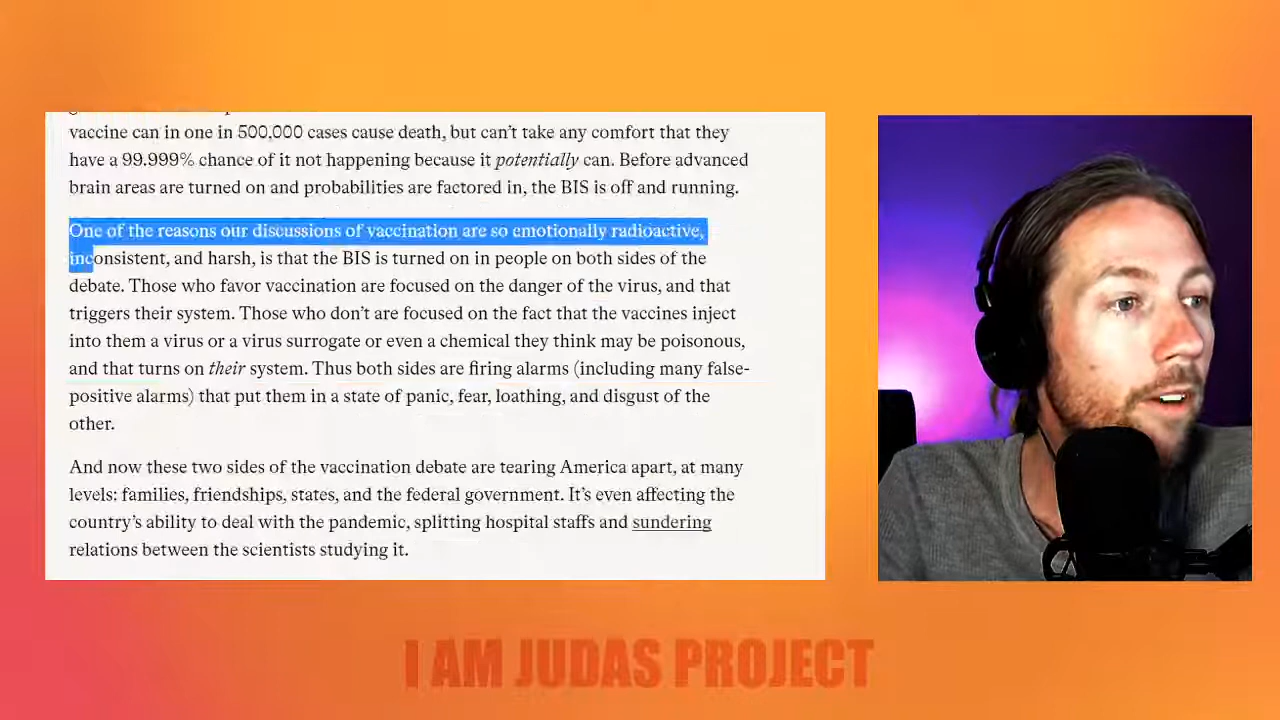 vaccine can in one in 500,000 cases cause death, but can't take any comfort that they
have a 99.999% chance of it not happening because it potentially can. Before advanced
brain areas are turned on and probabilities are factored in, the BIS is off and running.
One of the reasons our discussions of vaccination are so emotionally radioactive,
inconsistent, and harsh, is that the BIS is turned on in people on both sides of the
debate. Those who favor vaccination are focused on the danger of the virus, and that
triggers their system. Those who don't are focused on the fact that the vaccines inject
into them a virus or a virus surrogate or even a chemical they think may be poisonous,
and that turns on their system. Thus both sides are firing alarms (including many false-
positive alarms) that put them in a state of panic, fear, loathing, and disgust of the
other.
And now these two sides of the vaccination debate are tearing America apart, at many
levels: families, friendships, states, and the federal government. It's even affecting the
country's ability to deal with the pandemic, splitting hospital staffs and sundering
relations between the scientists studying it.
I AM JUDAS PROJECT